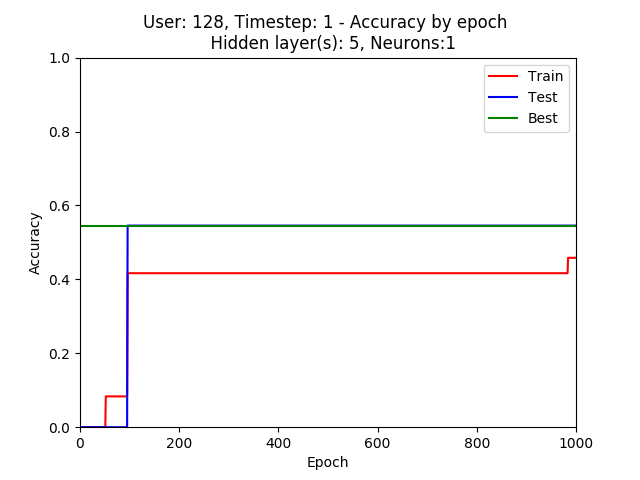 User: 128, Timestep: 1 - Accuracy by epoch
Hidden layer(s): 5, Neurons:1
1.0
0.8
0.6
0.4
0.2
0.0
Accuracy
Train
Test
Best
0 200 400 600 800 1000
Epoch